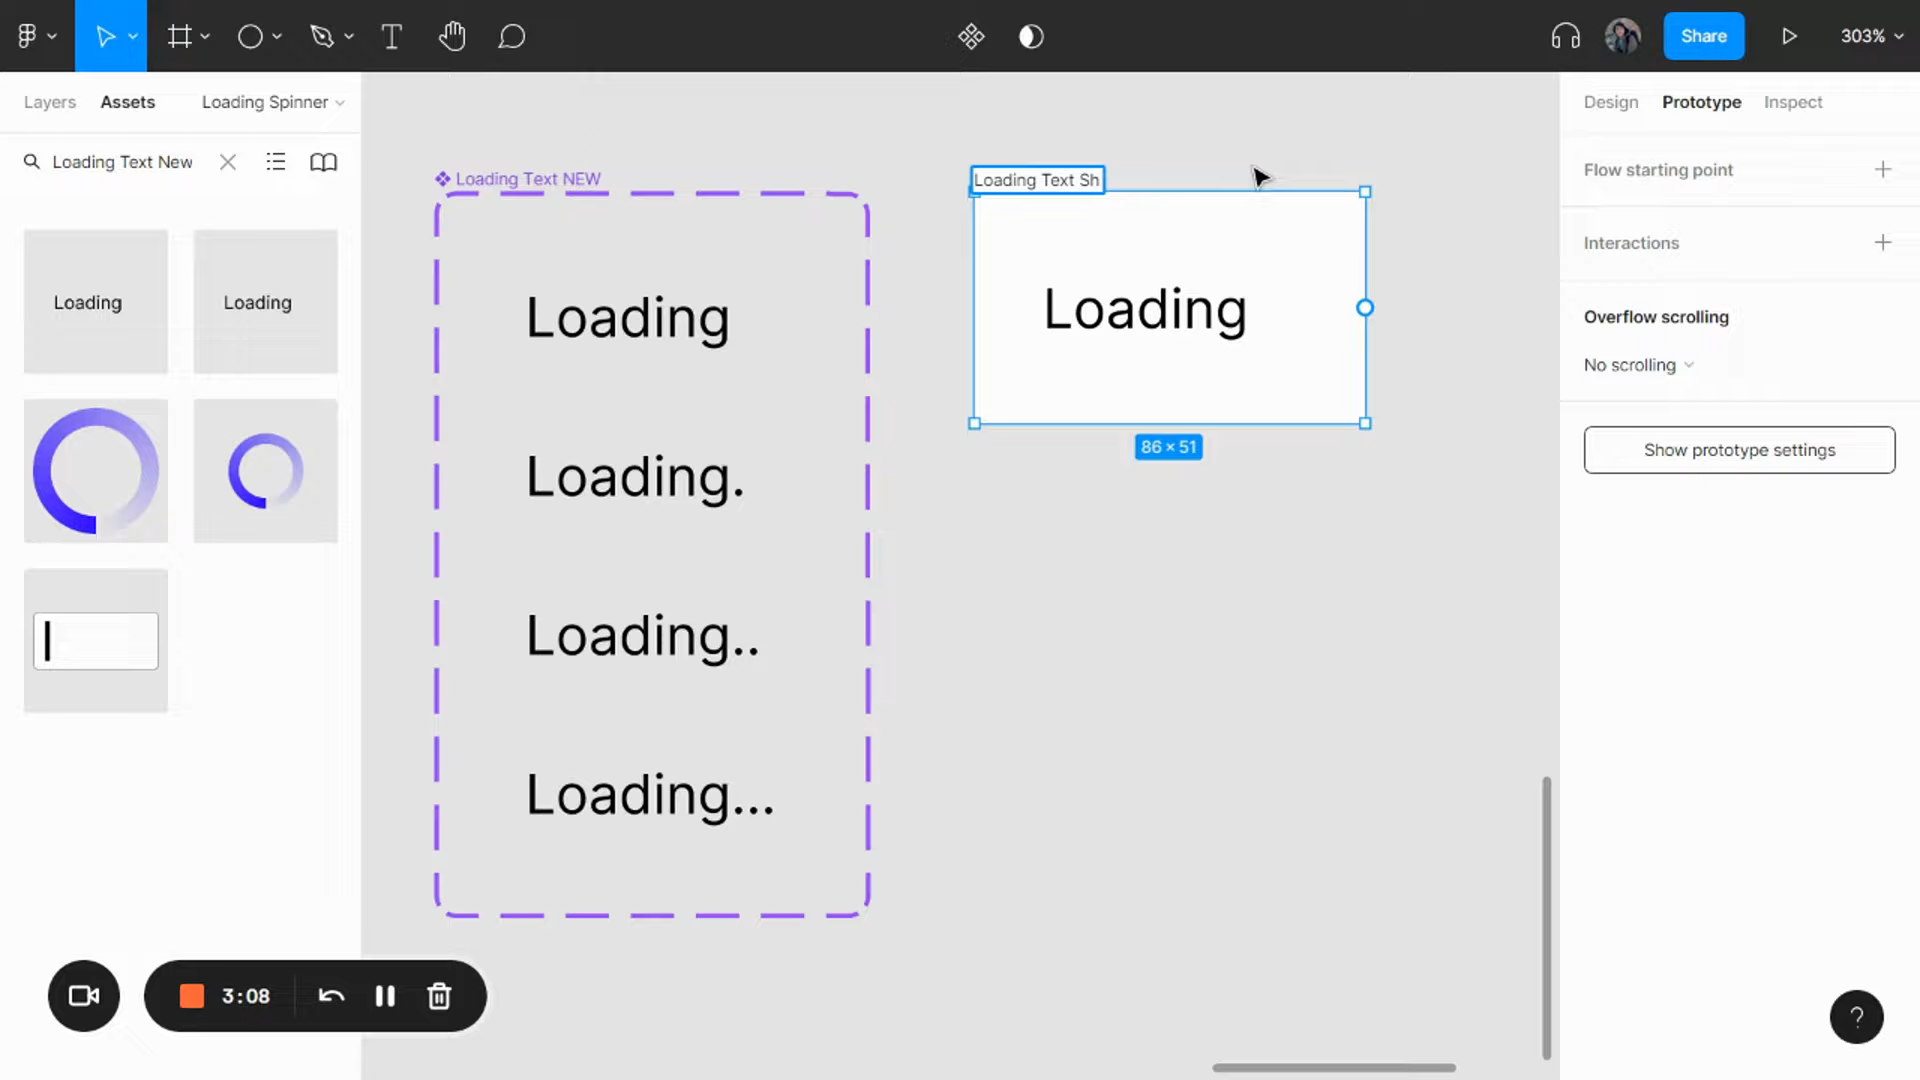 Share
303%
Layers
Assets
Loading Spinner
Design
Prototype
Inspect
Loading Text New
Loading Text NEW
Loading Text Sh
Flow starting point
Interactions
Loading
Loading
Loading
Loading
Overflow scrolling
No scrolling
86 × 51
Show prototype settings
Loading.
Loading..
Loading...
3:08
?